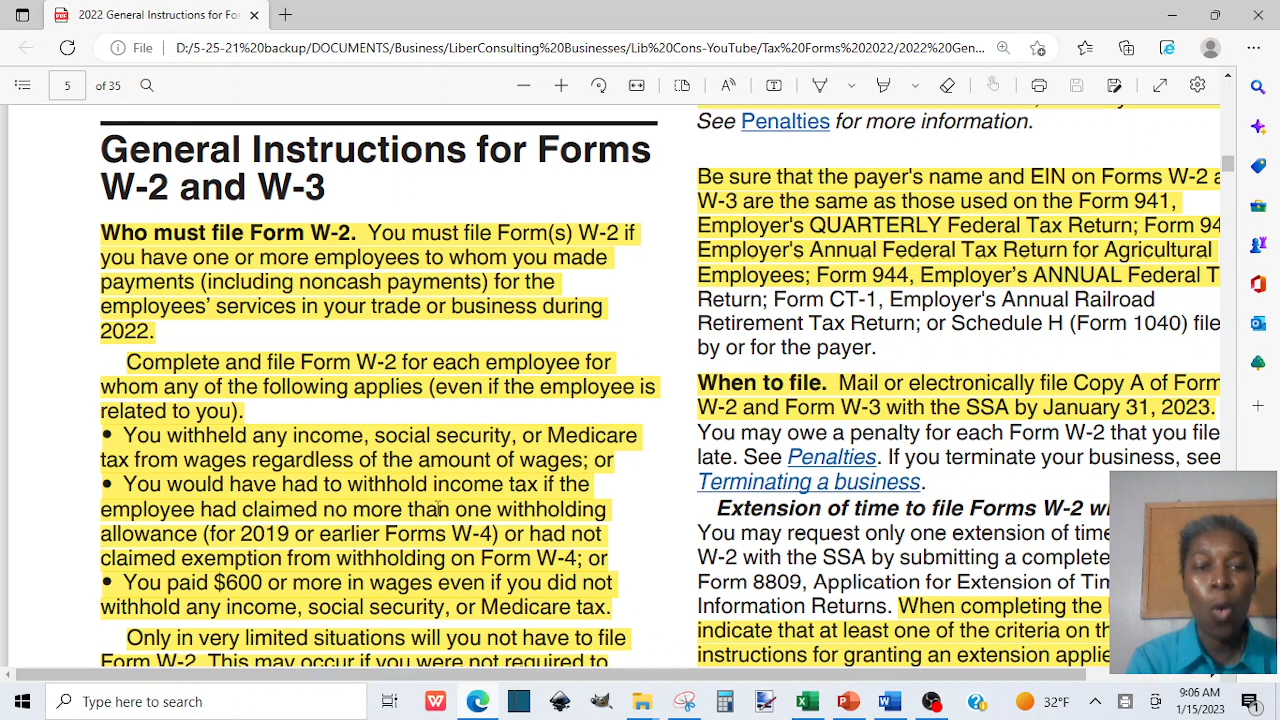 2022 General Instructions for For
File
D:/5-25-21%20backup/DOCUMENTS/Business/LiberConsulting%20Businesses/Lib%20Cons-YouTube/Tax%20Forms%202022/2022%20Gen...
5 of 35
General Instructions for Forms
W-2 and W-3
Who must file Form W-2. You must file Form(s) W-2 if
you have one or more employees to whom you made
payments (including noncash payments) for the
employees’ services in your trade or business during
2022.
Complete and file Form W-2 for each employee for
whom any of the following applies (even if the employee is
related to you).
• You withheld any income, social security, or Medicare
tax from wages regardless of the amount of wages; or
• You would have had to withhold income tax if the
employee had claimed no more than one withholding
allowance (for 2019 or earlier Forms W-4) or had not
claimed exemption from withholding on Form W-4; or
• You paid $600 or more in wages even if you did not
withhold any income, social security, or Medicare tax.
Only in very limited situations will you not have to file
Form W-2. This may occur if you were not required to
See Penalties for more information.
Be sure that the payer's name and EIN on Forms W-2 a
W-3 are the same as those used on the Form 941,
Employer's QUARTERLY Federal Tax Return; Form 94
Employer's Annual Federal Tax Return for Agricultural
Employees; Form 944, Employer’s ANNUAL Federal T
Return; Form CT-1, Employer's Annual Railroad
Retirement Tax Return; or Schedule H (Form 1040) file
by or for the payer.
When to file. Mail or electronically file Copy A of Form
W-2 and Form W-3 with the SSA by January 31, 2023.
You may owe a penalty for each Form W-2 that you file
late. See Penalties. If you terminate your business, see
Terminating a business.
Extension of time to file Forms W-2 wi
You may request only one extension of time
W-2 with the SSA by submitting a complete
Form 8809, Application for Extension of Tim
Information Returns. When completing the
indicate that at least one of the criteria on th
instructions for granting an extension applie
Type here to search
32°F
9:06 AM
1/15/2023